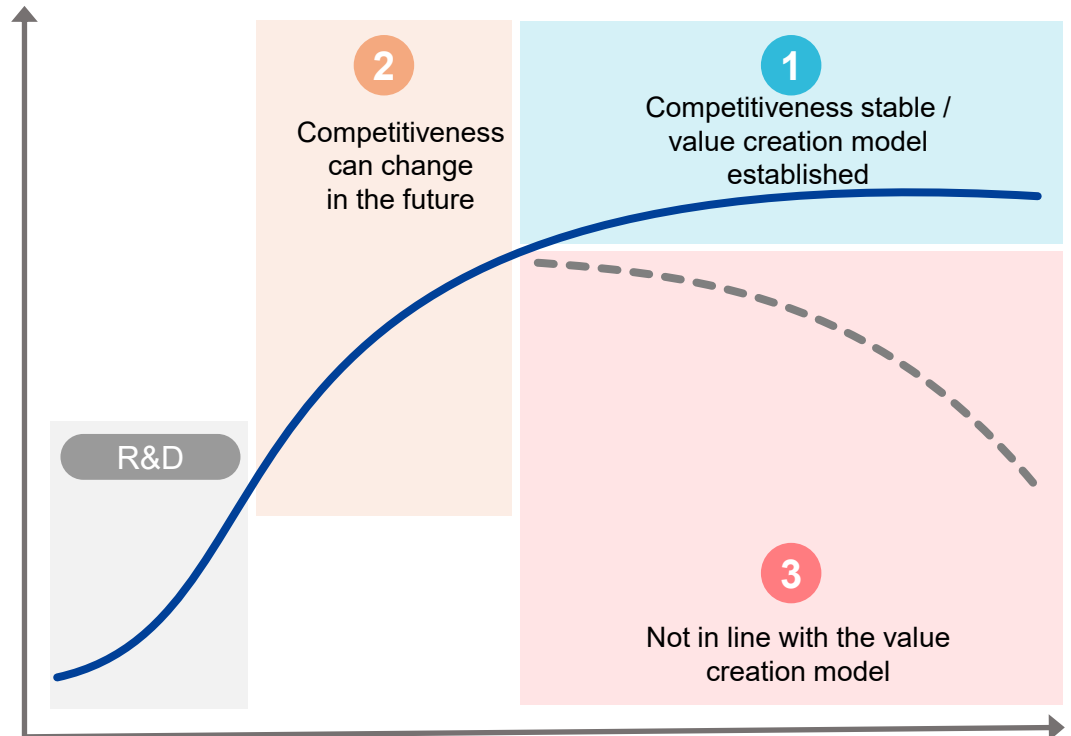 2
Competitiveness
can change
in the future
1
Competitiveness stable /
value creation model
established
R&D
3
Not in line with the value
creation model